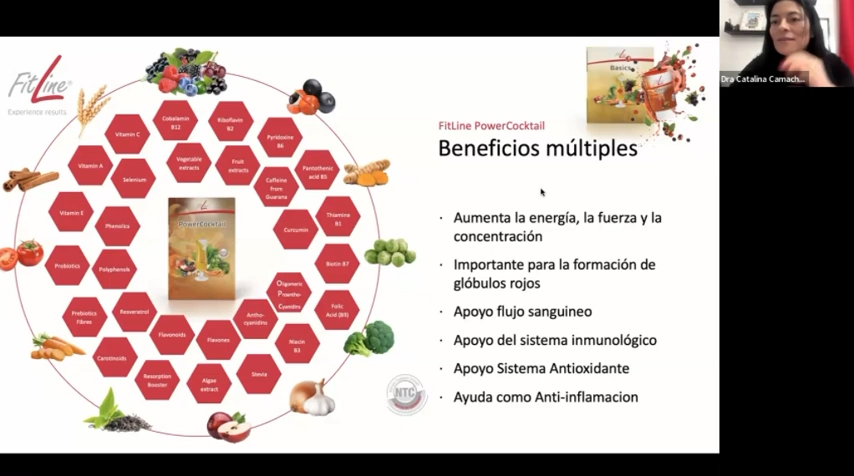 FitLine®
Experience results
FitLine PowerCocktail
Beneficios múltiples
· Aumenta la energía, la fuerza y la
concentración
· Importante para la formación de
glóbulos rojos
· Apoyo flujo sanguineo
· Apoyo del sistema inmunológico
· Apoyo Sistema Antioxidante
· Ayuda como Anti-inflamacion
Dra Catalina Camach...
Basics
Cobalamin
B12
Riboflavin
B2
Pyridoxine
B6
Vitamin C
Vegetable
extracts
Fruit
extracts
Vitamin A
Selenium
Caffeine
from
Guarana
Pantothenic
acid B5
Vitamin E
Phenolics
PowerCocktail
Curcumin
Thiamine
B1
Probiotics
Polyphenols
Biotin B7
Prebiotics
Fibres
Resveratrol
Oligomeric
Proantho-
Cyanidins
Folic
Acid (B9)
Flavonoids
Flavones
Antho-
cyanidins
Niacin
B3
Carotinoids
Resorption
Booster
Algae
extract
Stevia
NTC